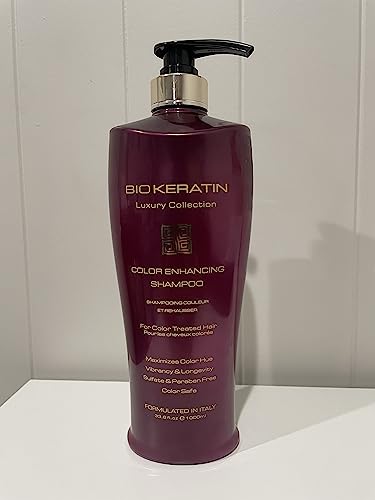 BIO KERATIN
Luxury Collection
COLOR ENHANCING
SHAMPOO
SHAMPOOING COULEUR
ET REHAUSSER
For Color Treated Hair
Pour les cheveux colorés
Maximizes Color Hue
Vibrancy & Longevity
Sulfate & Paraben Free
Color Safe
FORMULATED IN ITALY
33.8 fl.oz ℮ 1000ml